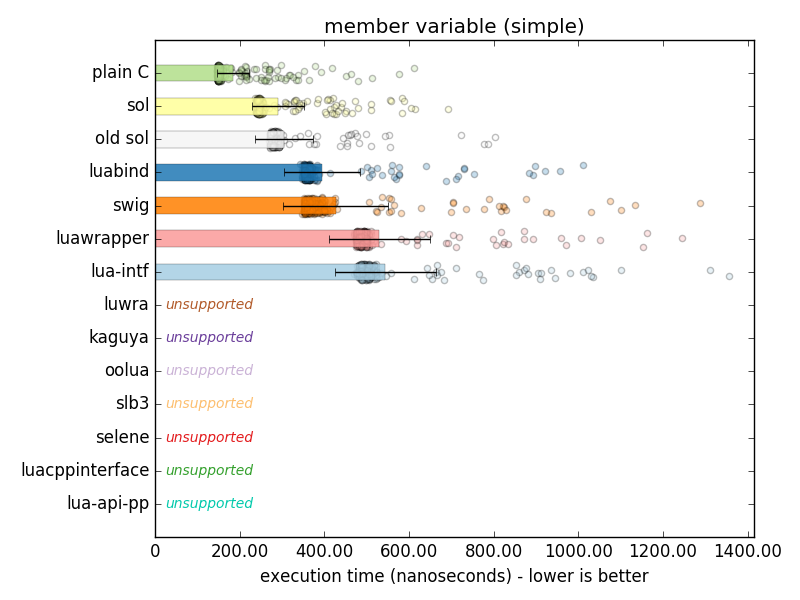 member variable (simple)
plain C
sol
old sol
luabind
swig
luawrapper
lua-intf
luwra unsupported
kaguya unsupported
oolua unsupported
slb3 unsupported
selene unsupported
luacppinterface unsupported
lua-api-pp unsupported
0 200.00 400.00 600.00 800.00 1000.00 1200.00 1400.00
execution time (nanoseconds) - lower is better